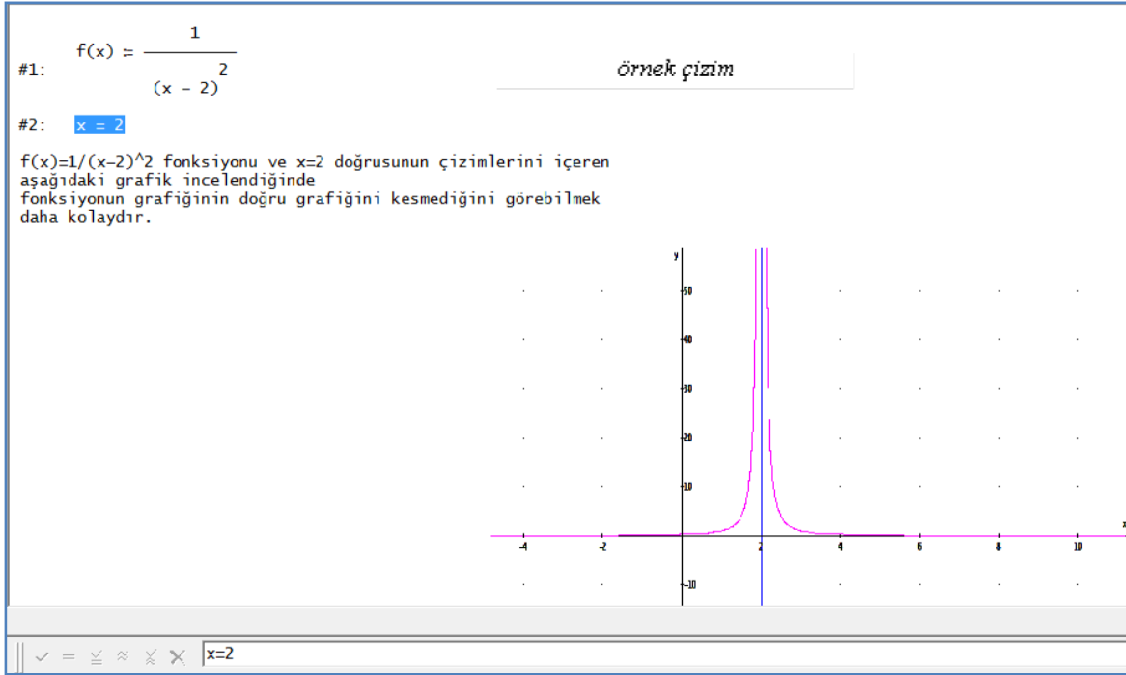 1
f(x) ≔ ────────
#1: 2
(x - 2)
örnek çizim
#2: x = 2
f(x)=1/(x-2)^2 fonksiyonu ve x=2 doğrusunun çizimlerini içeren
aşağıdaki grafik incelendiğinde
fonksiyonun grafiğinin doğru grafiğini kesmediğini görebilmek
daha kolaydır.
y
50
40
30
20
10
-4 -2 2 4 6 8 10 x
-10
x=2